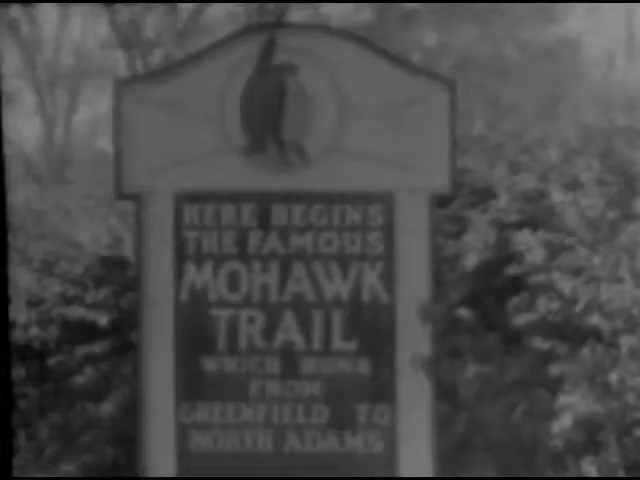 HERE BEGINS
THE FAMOUS
MOHAWK
TRAIL
WHICH RUNS
FROM
GREENFIELD TO
NORTH ADAMS